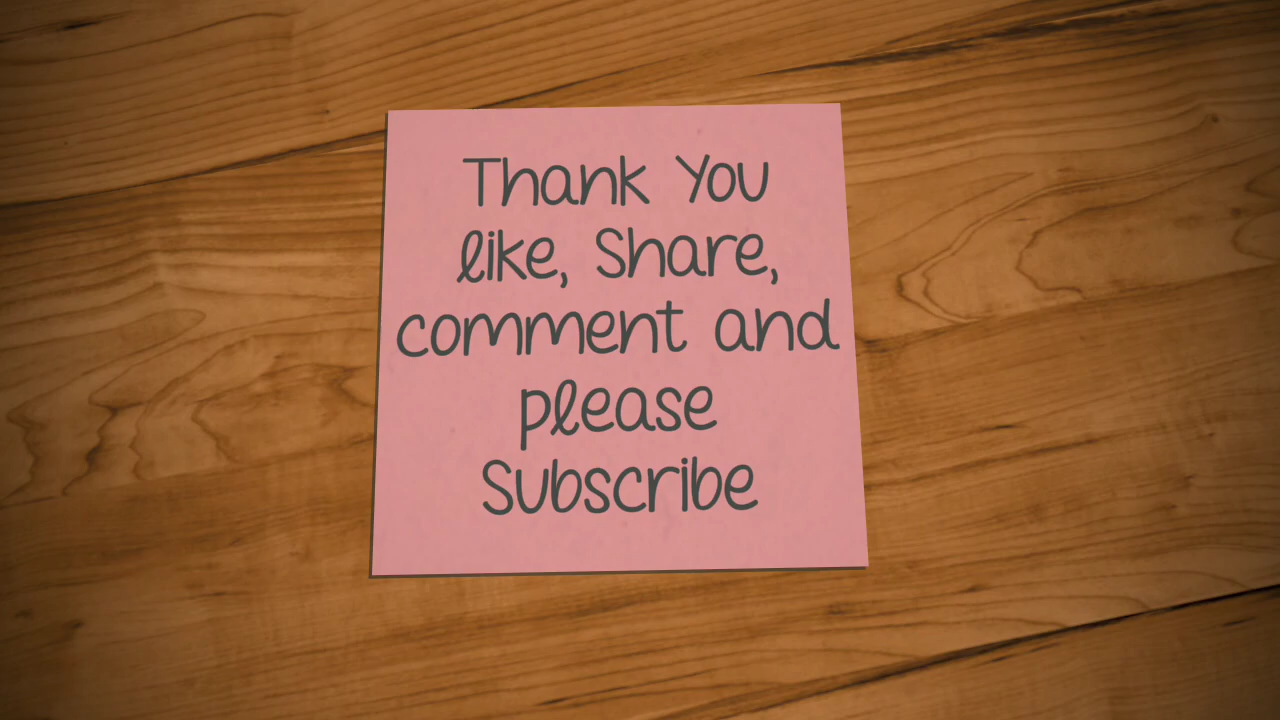 Thank You
like, Share,
comment and
please
Subscribe